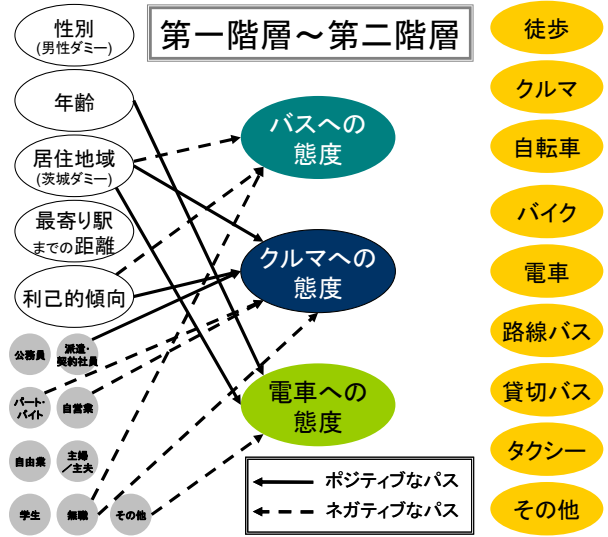 第一階層～第二階層
性別
(男性ダミー)
年齢
居住地域
(茨城ダミー)
最寄り駅
までの距離
利己的傾向
公務員
派遣・
契約社員
パート・
バイト
自営業
自由業
主婦
／主夫
学生
無職
その他
バスへの
態度
クルマへの
態度
電車への
態度
ポジティブなパス
ネガティブなパス
徒歩
クルマ
自転車
バイク
電車
路線バス
貸切バス
タクシー
その他